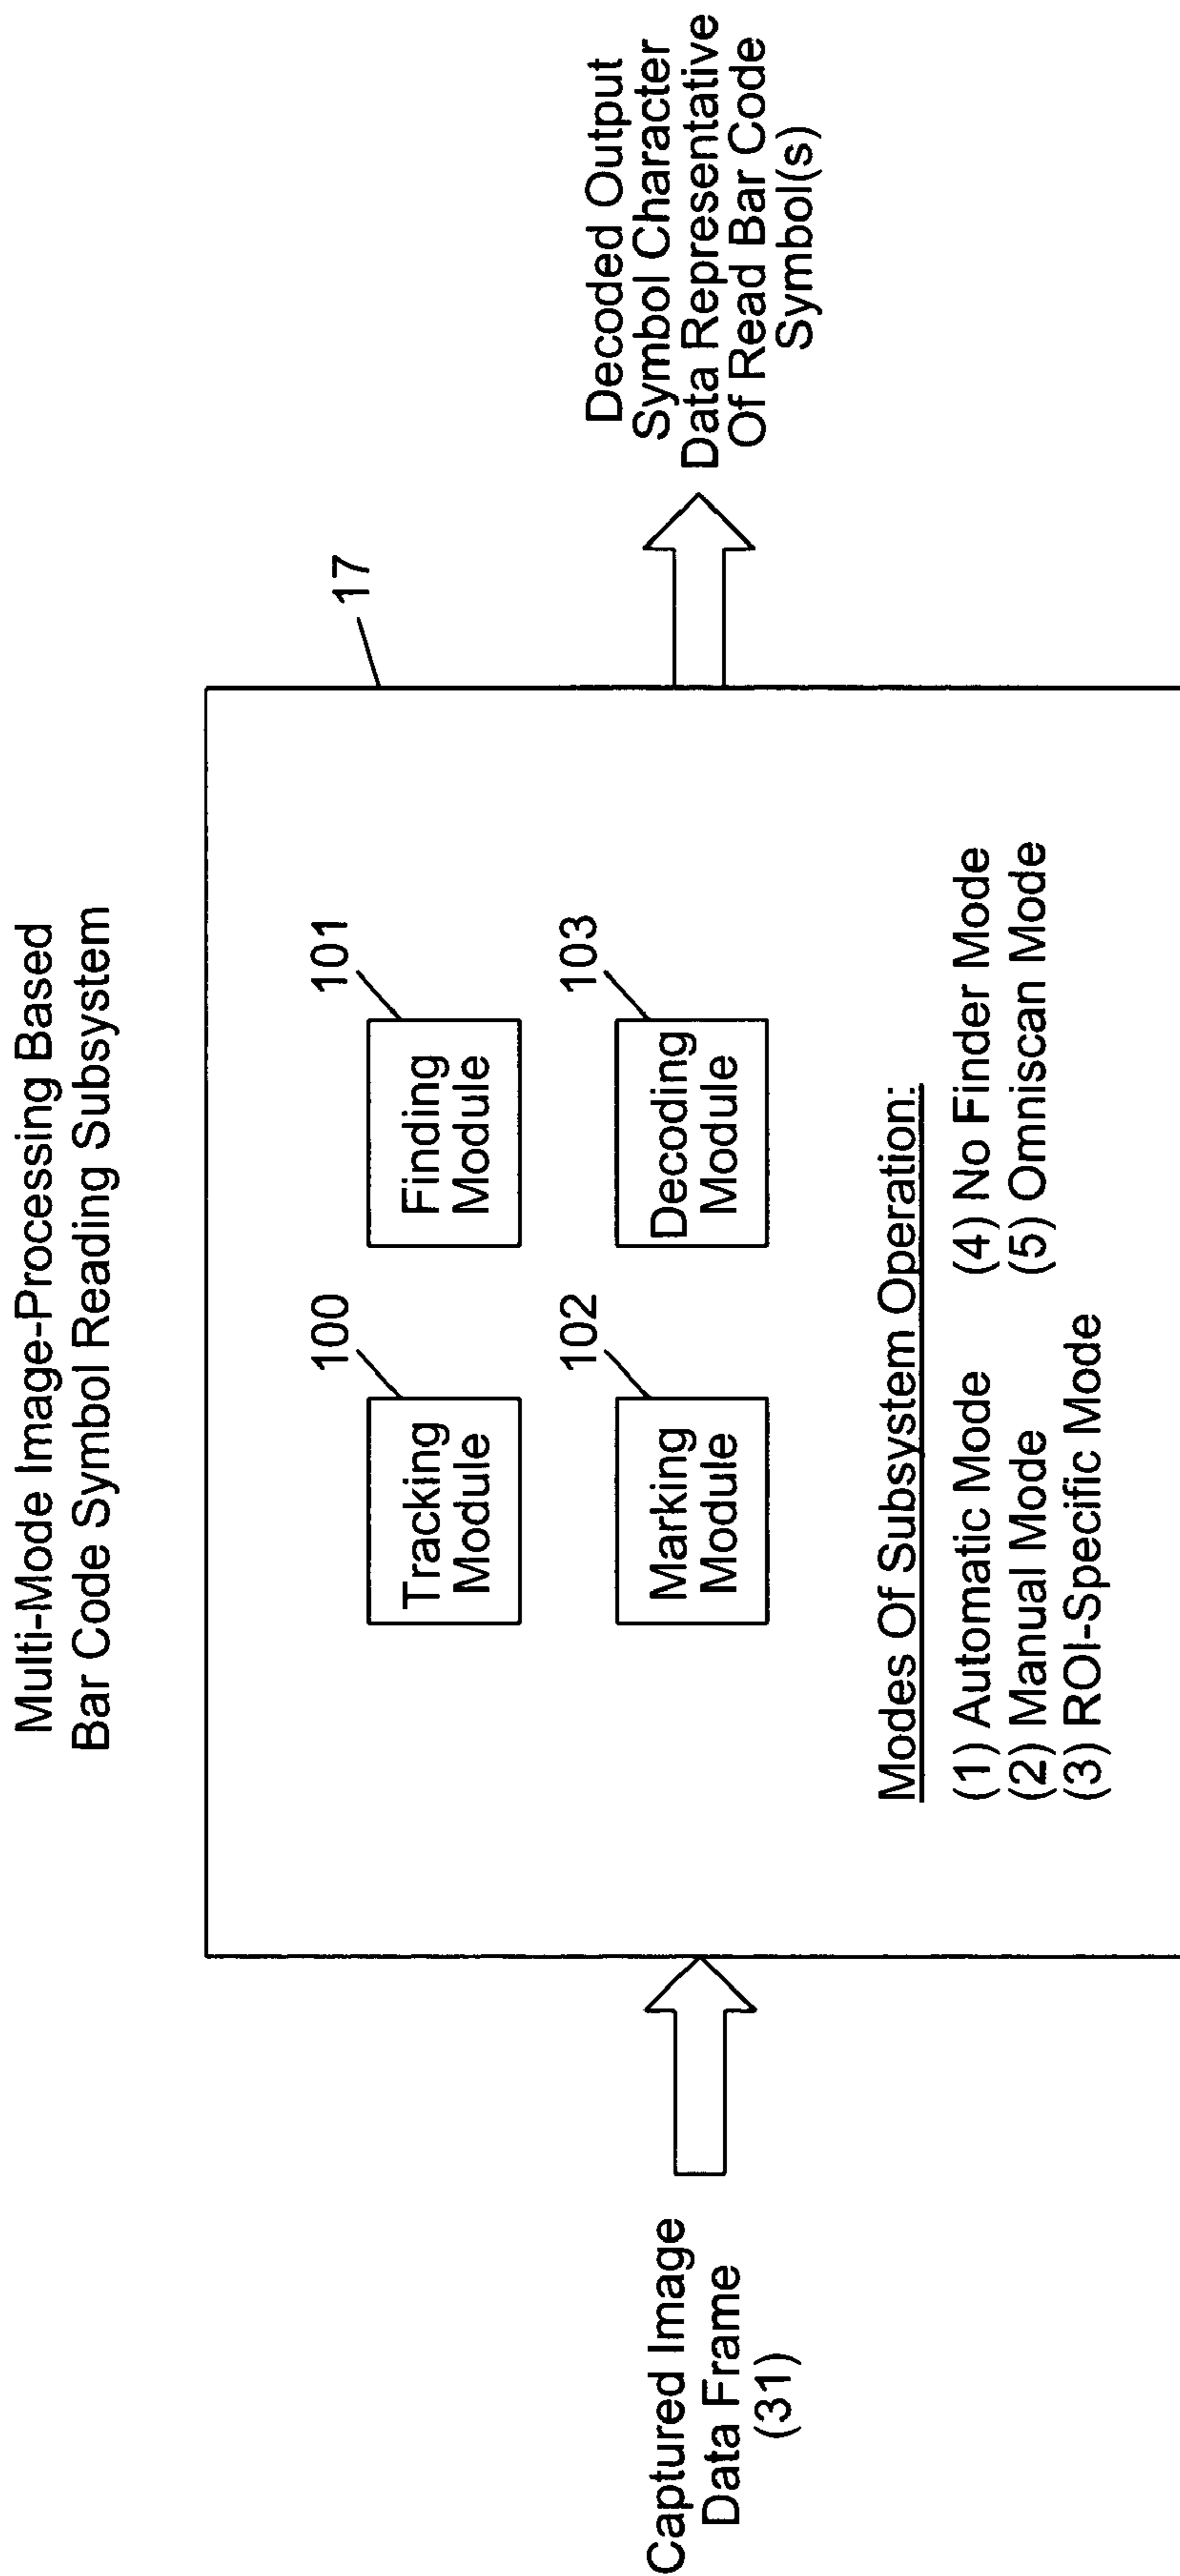 Multi-Mode Image-Processing Based
Bar Code Symbol Reading Subsystem
17
100
Tracking
Module
101
Finding
Module
102
Marking
Module
103
Decoding
Module
Modes Of Subsystem Operation:
(1) Automatic Mode
(2) Manual Mode
(3) ROI-Specific Mode
(4) No Finder Mode
(5) Omniscan Mode
Captured Image
Data Frame
(31)
Decoded Output
Symbol Character
Data Representative
Of Read Bar Code
Symbol(s)